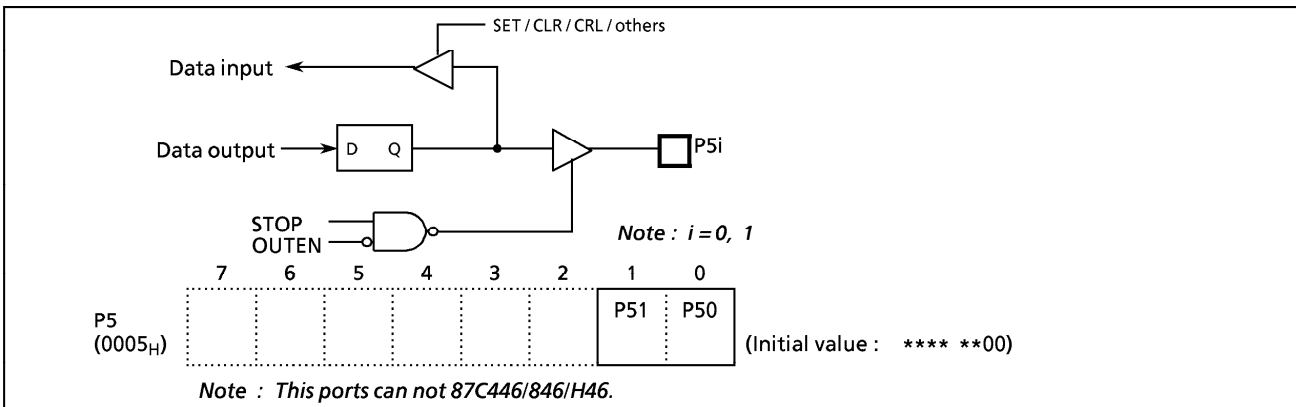 SET / CLR / CRL / others
Data input
Data output
D Q
P5i
STOP
OUTEN
Note : i = 0, 1
7 6 5 4 3 2 1 0
P5
(0005H)
P51 P50
(Initial value : **** **00)
Note : This ports can not 87C446/846/H46.